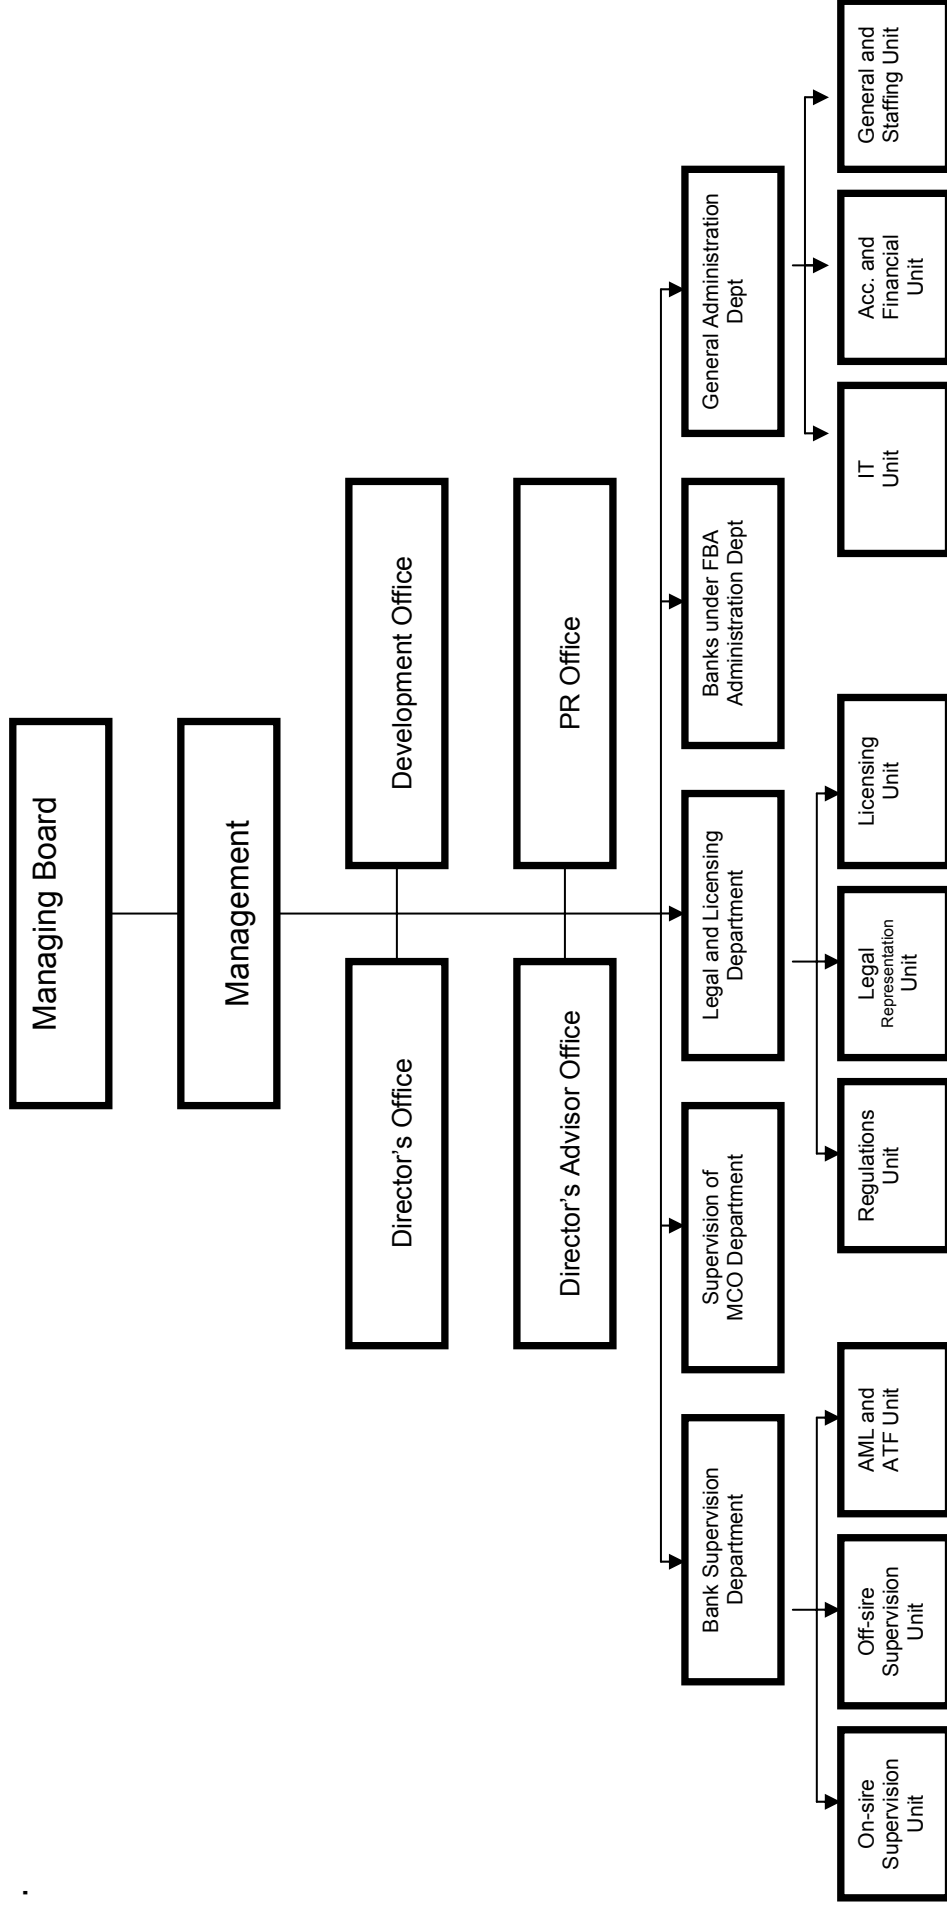 .
Managing Board
Management
Director’s Office
Development Office
Director’s Advisor Office
PR Office
Bank Supervision
Department
Supervision of
MCO Department
Legal and Licensing
Department
Banks under FBA
Administration Dept
General Administration
Dept
On-sire
Supervision
Unit
Off-sire
Supervision
Unit
AML and
ATF Unit
Regulations
Unit
Legal
Representation
Unit
Licensing
Unit
IT
Unit
Acc. and
Financial
Unit
General and
Staffing Unit